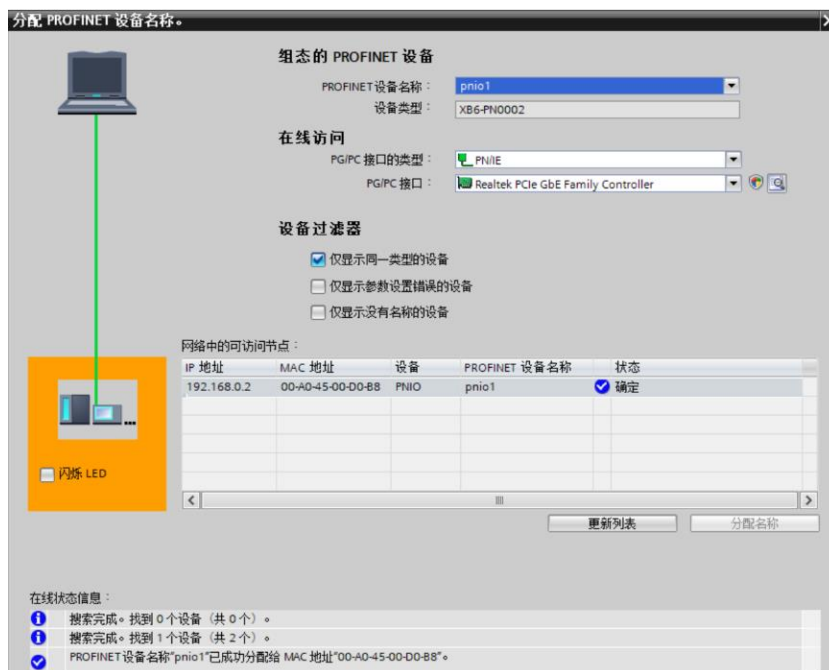 分配 PROFINET 设备名称。
组态的 PROFINET 设备
PROFINET设备名称： pnio1
设备类型： XB6-PN0002
在线访问
PG/PC 接口的类型： PN/IE
PG/PC 接口： Realtek PCIe GbE Family Controller
设备过滤器
仅显示同一类型的设备
仅显示参数设置错误的设备
仅显示没有名称的设备
网络中的可访问节点：
IP 地址 MAC 地址 设备 PROFINET 设备名称 状态
192.168.0.2 00-A0-45-00-D0-B8 PNIO pnio1 确定
闪烁 LED
更新列表 分配名称
在线状态信息：
搜索完成。找到 0 个设备（共 0 个）。
搜索完成。找到 1 个设备（共 2 个）。
PROFINET设备名称"pnio1"已成功分配给 MAC 地址"00-A0-45-00-D0-B8"。